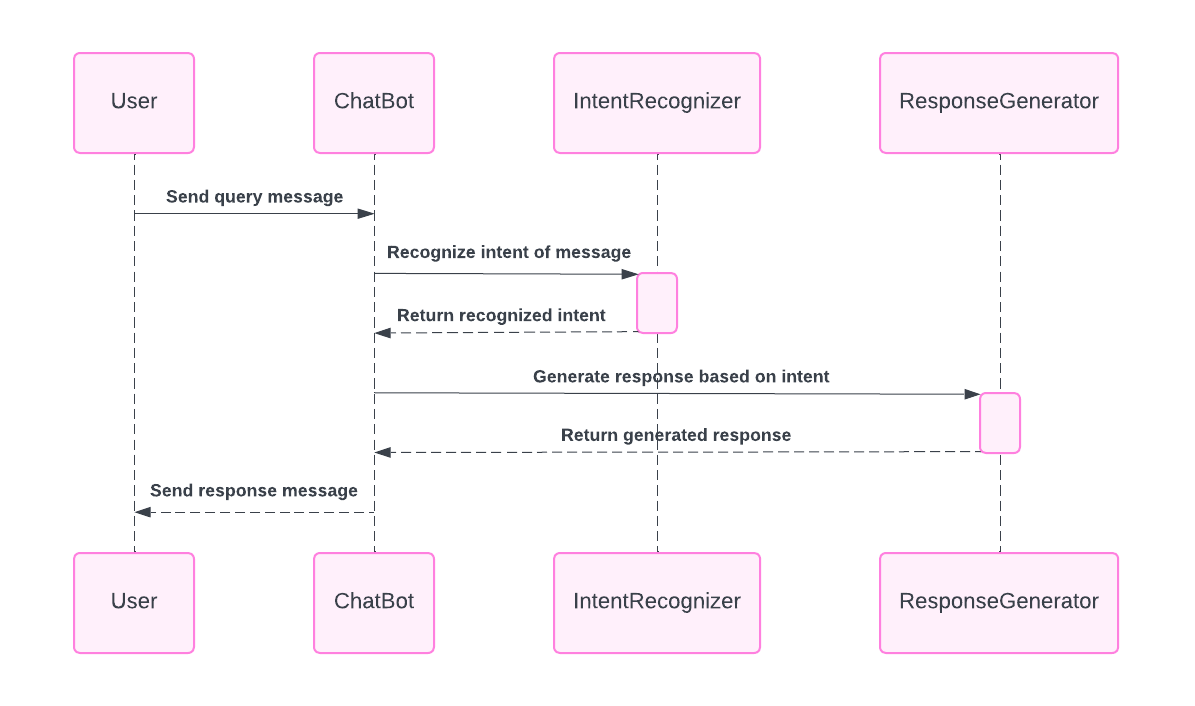 User
ChatBot
IntentRecognizer
ResponseGenerator
Send query message
Recognize intent of message
Return recognized intent
Generate response based on intent
Return generated response
Send response message
User
ChatBot
IntentRecognizer
ResponseGenerator